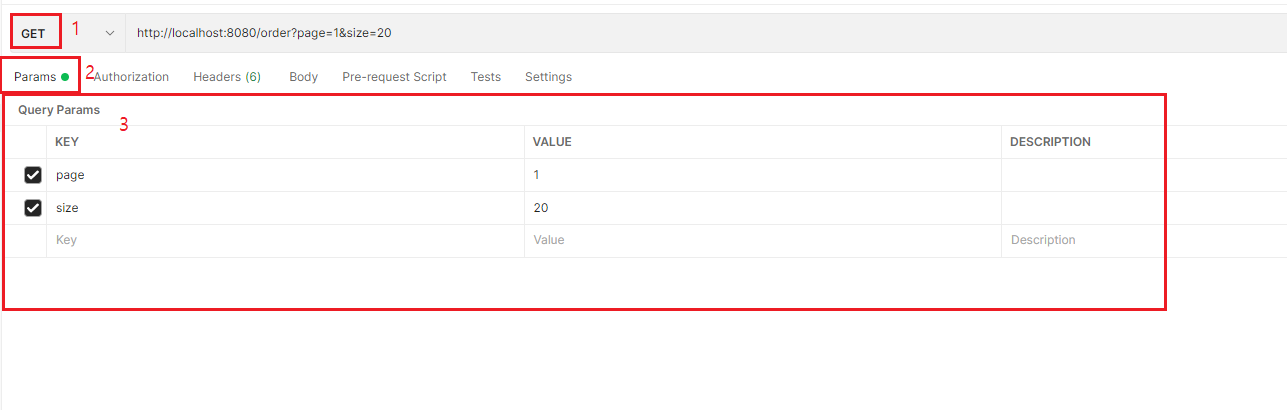 GET 1 http://localhost:8080/order?page=1&size=20
Params 2 Authorization Headers (6) Body Pre-request Script Tests Settings
Query Params
3
KEY VALUE DESCRIPTION
page 1
size 20
Key Value Description